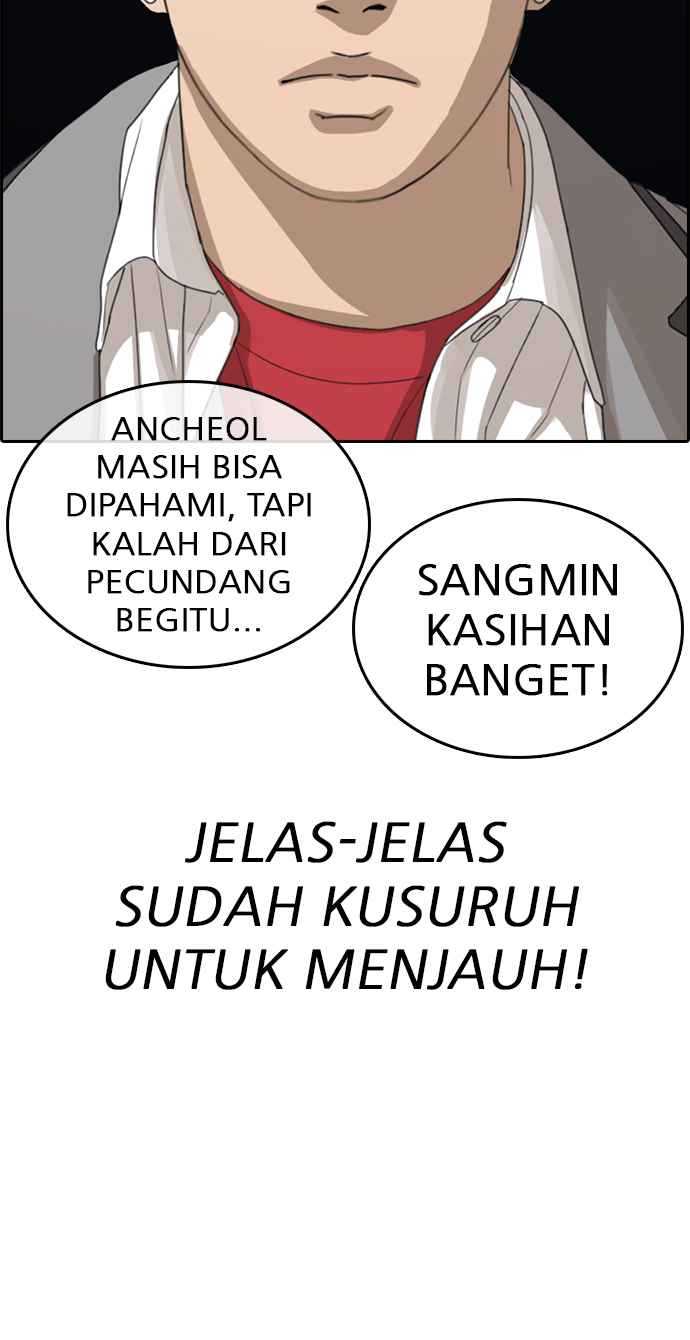 ANCHEOL
MASIH BISA
DIPAHAMI, TAPI
KALAH DARI
PECUNDANG
BEGITU...
SANGMIN
KASIHAN
BANGET!
JELAS-JELAS
SUDAH KUSURUH
UNTUK MENJAUH!